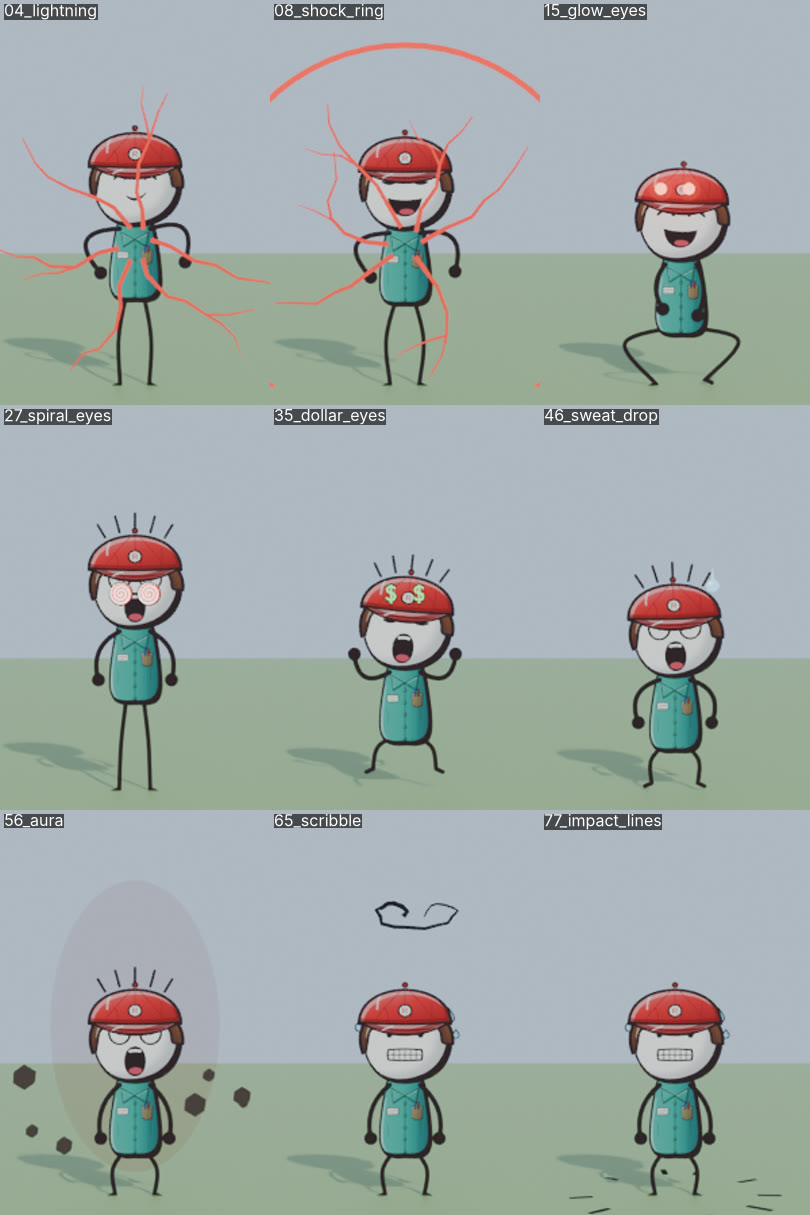 04_lightning
08_shock_ring
15_glow_eyes
27_spiral_eyes
35_dollar_eyes
$ $
46_sweat_drop
56_aura
65_scribble
77_impact_lines